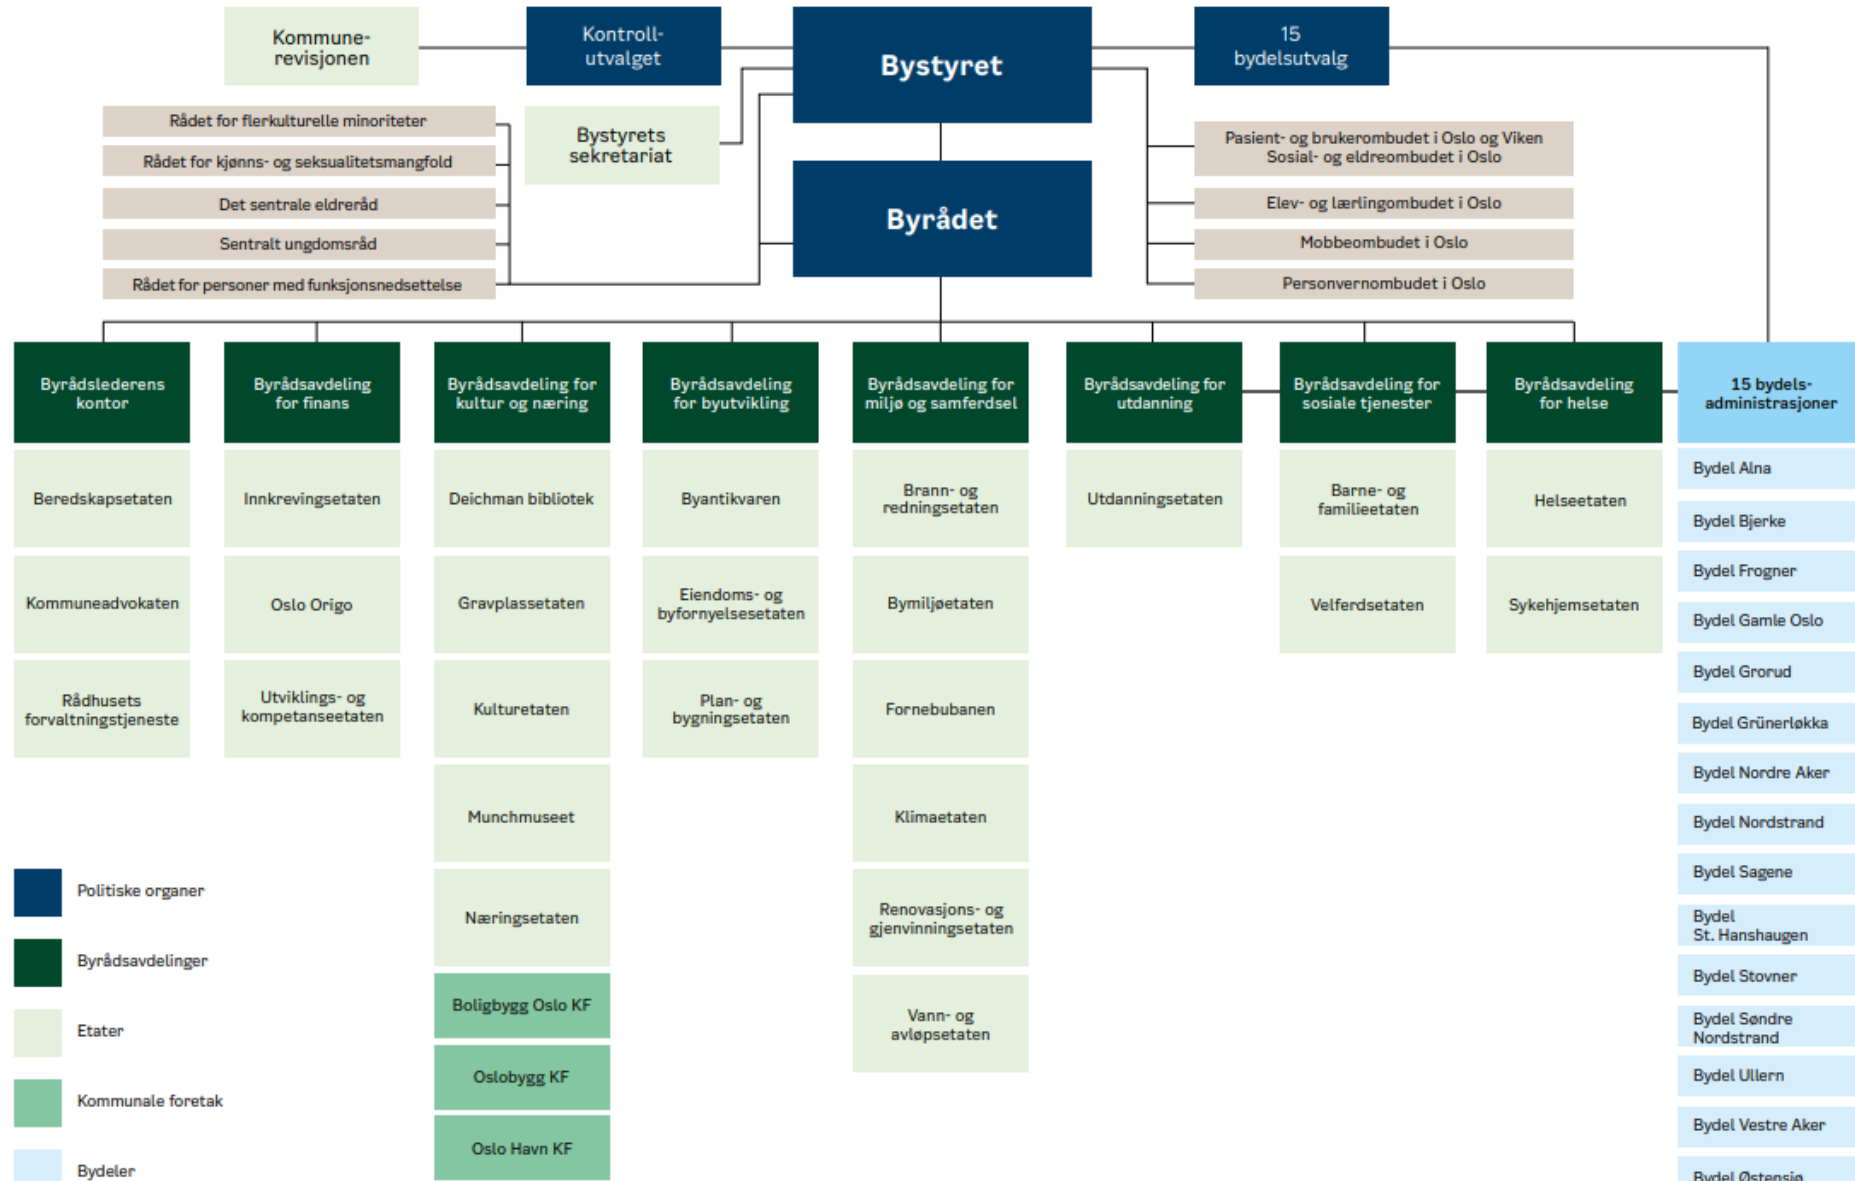 Kommune-
revisjonen
Kontroll-
utvalget
Bystyret
15
bydelsutvalg
Rådet for flerkulturelle minoriteter
Rådet for kjønns- og seksualitetsmangfold
Det sentrale eldreråd
Sentralt ungdomsråd
Rådet for personer med funksjonsnedsettelse
Bystyrets
sekretariat
Byrådet
Pasient- og brukerombudet i Oslo og Viken
Sosial- og eldreombudet i Oslo
Elev- og lærlingombudet i Oslo
Mobbeombudet i Oslo
Personvernombudet i Oslo
Byrådslederens
kontor
Beredskapsetaten
Kommuneadvokaten
Rådhusets
forvaltningstjeneste
Byrådsavdeling
for finans
Innkrevingsetaten
Oslo Origo
Utviklings- og
kompetanseetaten
Byrådsavdeling for
kultur og næring
Deichman bibliotek
Gravplassetaten
Kulturetaten
Munchmuseet
Næringsetaten
Boligbygg Oslo KF
Oslobygg KF
Oslo Havn KF
Byrådsavdeling
for byutvikling
Byantikvaren
Eiendoms- og
byfornyelsesetaten
Plan- og
bygningsetaten
Byrådsavdeling for
miljø og samferdsel
Brann- og
redningsetaten
Bymiljøetaten
Fornebubanen
Klimaetaten
Renovasjons- og
gjenvinningsetaten
Vann- og
avløpsetaten
Byrådsavdeling for
utdanning
Utdanningsetaten
Byrådsavdeling for
sosiale tjenester
Barne- og
familieetaten
Velferdsetaten
Byrådsavdeling
for helse
Helseetaten
Sykehjemsetaten
15 bydels-
administrasjoner
Bydel Alna
Bydel Bjerke
Bydel Frogner
Bydel Gamle Oslo
Bydel Grorud
Bydel Grünerløkka
Bydel Nordre Aker
Bydel Nordstrand
Bydel Sagene
Bydel
St. Hanshaugen
Bydel Stovner
Bydel Søndre
Nordstrand
Bydel Ullern
Bydel Vestre Aker
Bydel Østensjø
Politiske organer
Byrådsavdelinger
Etater
Kommunale foretak
Bydeler